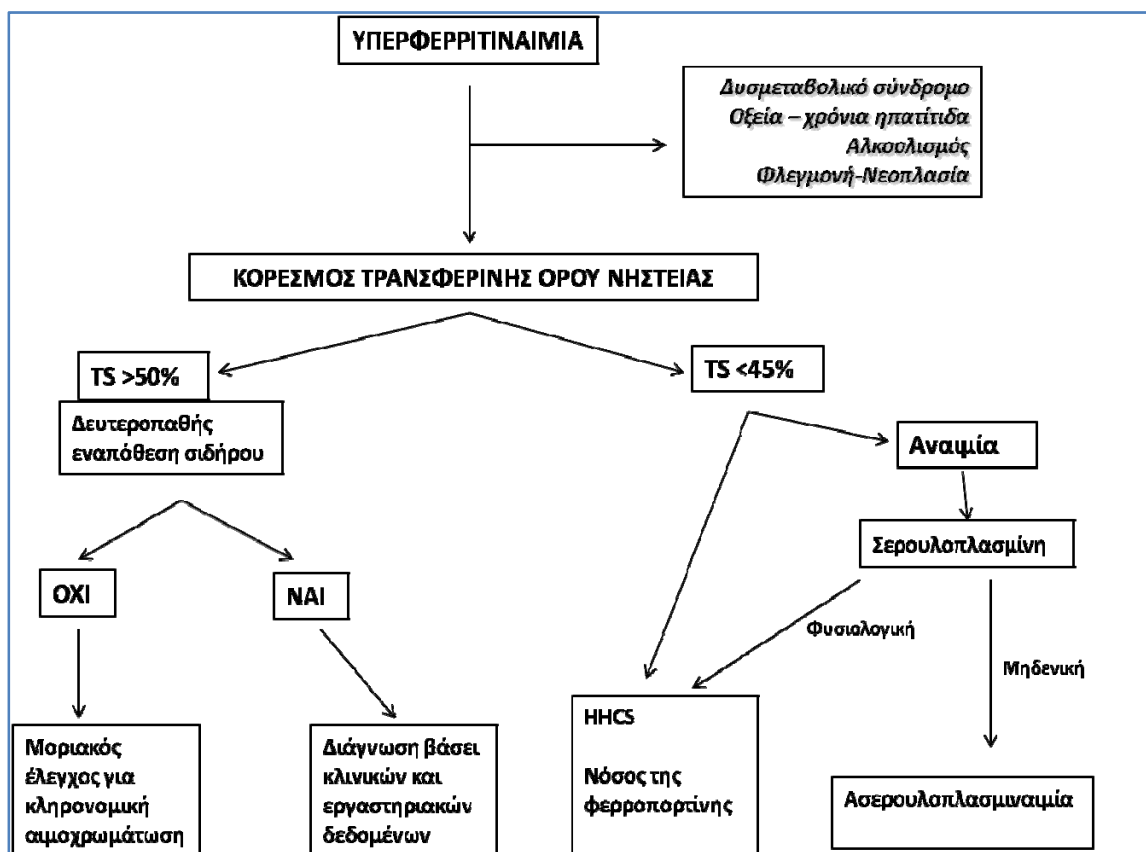 ΥΠΕΡΦΕΡΡΙΤΙΝΑΙΜΙΑ
Δυσμεταβολικό σύνδρομο
Οξεία – χρόνια ηπατίτιδα
Αλκοολισμός
Φλεγμονή-Νεοπλασία
ΚΟΡΕΣΜΟΣ ΤΡΑΝΣΦΕΡΙΝΗΣ ΟΡΟΥ ΝΗΣΤΕΙΑΣ
TS >50%
TS <45%
Δευτεροπαθής
εναπόθεση σιδήρου
Αναιμία
Σερουλοπλασμίνη
ΟΧΙ
ΝΑΙ
Φυσιολογική
Μηδενική
Μοριακός
έλεγχος για
κληρονομική
αιμοχρωμάτωση
Διάγνωση βάσει
κλινικών και
εργαστηριακών
δεδομένων
HHCS
Νόσος της
φερροπορτίνης
Ασερουλοπλασμιναιμία